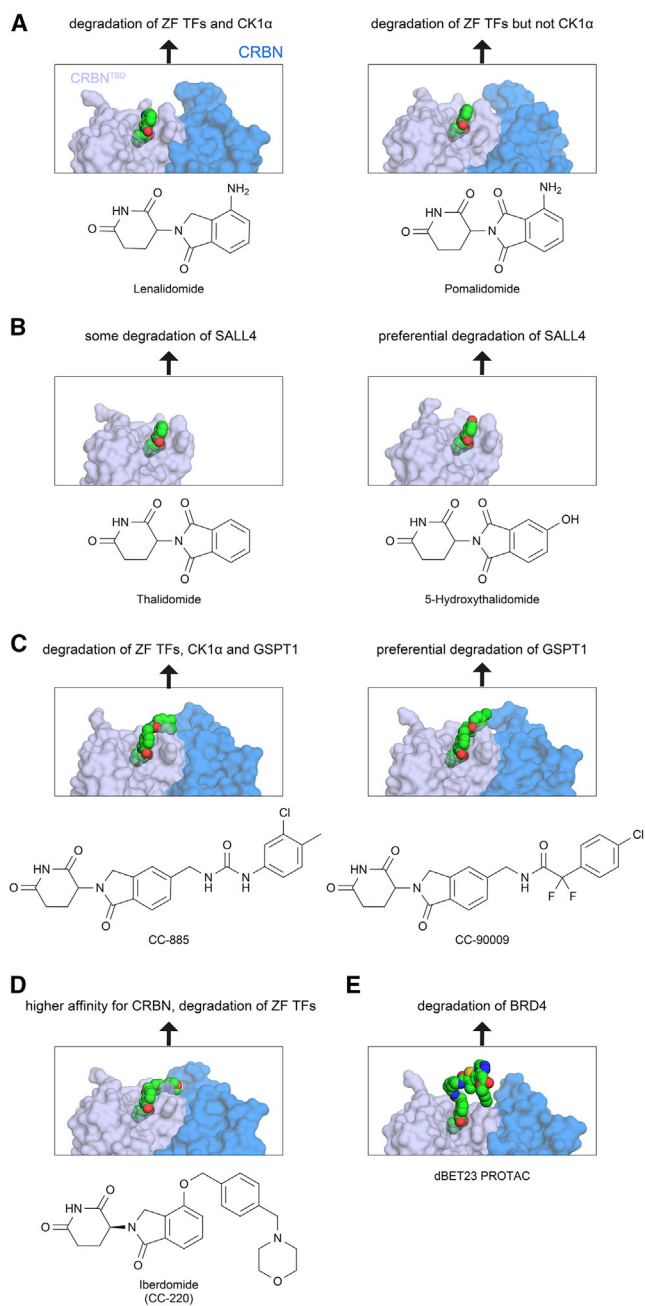 A
degradation of ZF TFs and CK1α
degradation of ZF TFs but not CK1α
CRBN
CRBNᵀᴮᴰ
NH₂
O
HN
N
O
O
Lenalidomide
NH₂
O
O
HN
N
O
O
Pomalidomide
B
some degradation of SALL4
preferential degradation of SALL4
O
O
HN
N
O
O
Thalidomide
O
O
OH
HN
N
O
O
5-Hydroxythalidomide
C
degradation of ZF TFs, CK1α and GSPT1
preferential degradation of GSPT1
Cl
O
O
HN
N
N
H
N
H
O
O
CC-885
Cl
O
O
HN
N
N
H
F
F
O
O
CC-90009
D
higher affinity for CRBN, degradation of ZF TFs
E
degradation of BRD4
dBET23 PROTAC
O
O
HN
N
O
O
N
O
Iberdomide
(CC-220)